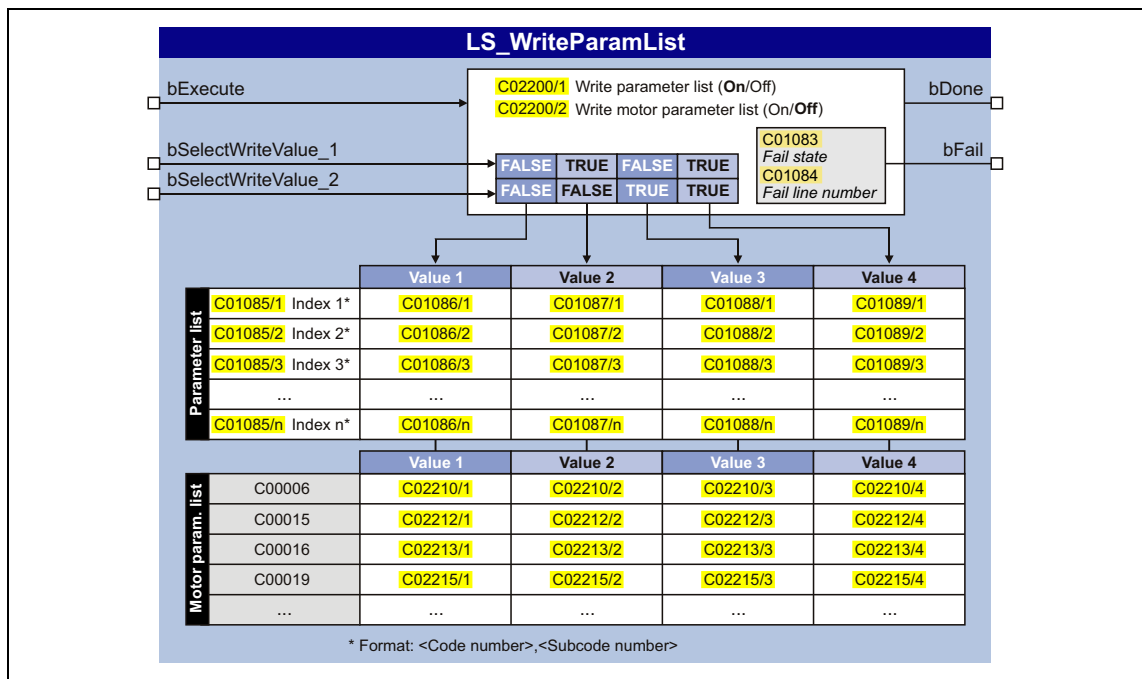 LS_WriteParamList
bExecute
C02200/1 Write parameter list (On/Off)
bDone
C02200/2 Write motor parameter list (On/Off)
bSelectWriteValue_1
FALSE TRUE FALSE TRUE
C01083
Fail state
bFail
bSelectWriteValue_2
FALSE FALSE TRUE TRUE
C01084
Fail line number
Value 1 Value 2 Value 3 Value 4
Parameter list
C01085/1 Index 1* C01086/1 C01087/1 C01088/1 C01089/1
C01085/2 Index 2* C01086/2 C01087/2 C01088/2 C01089/2
C01085/3 Index 3* C01086/3 C01087/3 C01088/3 C01089/3
... ... ... ... ...
C01085/n Index n* C01086/n C01087/n C01088/n C01089/n
Value 1 Value 2 Value 3 Value 4
Motor param. list
C00006 C02210/1 C02210/2 C02210/3 C02210/4
C00015 C02212/1 C02212/2 C02212/3 C02212/4
C00016 C02213/1 C02213/2 C02213/3 C02213/4
C00019 C02215/1 C02215/2 C02215/3 C02215/4
... ... ... ... ...
* Format: <Code number>,<Subcode number>